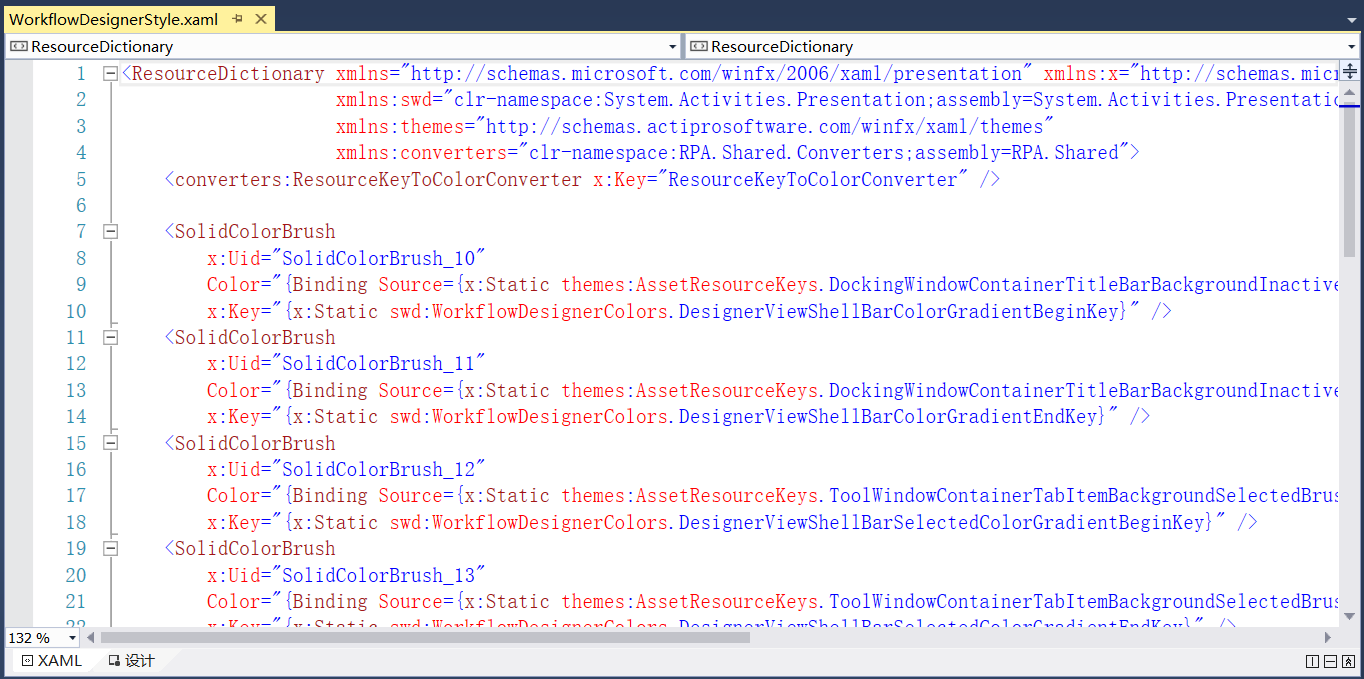 WorkflowDesignerStyle.xaml
ResourceDictionary
ResourceDictionary
1 <ResourceDictionary xmlns="http://schemas.microsoft.com/winfx/2006/xaml/presentation" xmlns:x="http://schemas.micr
2 xmlns:swd="clr-namespace:System.Activities.Presentation;assembly=System.Activities.Presentatio
3 xmlns:themes="http://schemas.actiprosoftware.com/winfx/xaml/themes"
4 xmlns:converters="clr-namespace:RPA.Shared.Converters;assembly=RPA.Shared">
5 <converters:ResourceKeyToColorConverter x:Key="ResourceKeyToColorConverter" />
6
7 <SolidColorBrush
8 x:Uid="SolidColorBrush_10"
9 Color="{Binding Source={x:Static themes:AssetResourceKeys.DockingWindowContainerTitleBarBackgroundInactive
10 x:Key="{x:Static swd:WorkflowDesignerColors.DesignerViewShellBarColorGradientBeginKey}" />
11 <SolidColorBrush
12 x:Uid="SolidColorBrush_11"
13 Color="{Binding Source={x:Static themes:AssetResourceKeys.DockingWindowContainerTitleBarBackgroundInactive
14 x:Key="{x:Static swd:WorkflowDesignerColors.DesignerViewShellBarColorGradientEndKey}" />
15 <SolidColorBrush
16 x:Uid="SolidColorBrush_12"
17 Color="{Binding Source={x:Static themes:AssetResourceKeys.ToolWindowContainerTabItemBackgroundSelectedBrus
18 x:Key="{x:Static swd:WorkflowDesignerColors.DesignerViewShellBarSelectedColorGradientBeginKey}" />
19 <SolidColorBrush
20 x:Uid="SolidColorBrush_13"
21 Color="{Binding Source={x:Static themes:AssetResourceKeys.ToolWindowContainerTabItemBackgroundSelectedBrus
22 x:Key="{x:Static swd:WorkflowDesignerColors.DesignerViewShellBarSelectedColorGradientEndKey}" />
132 %
XAML 设计